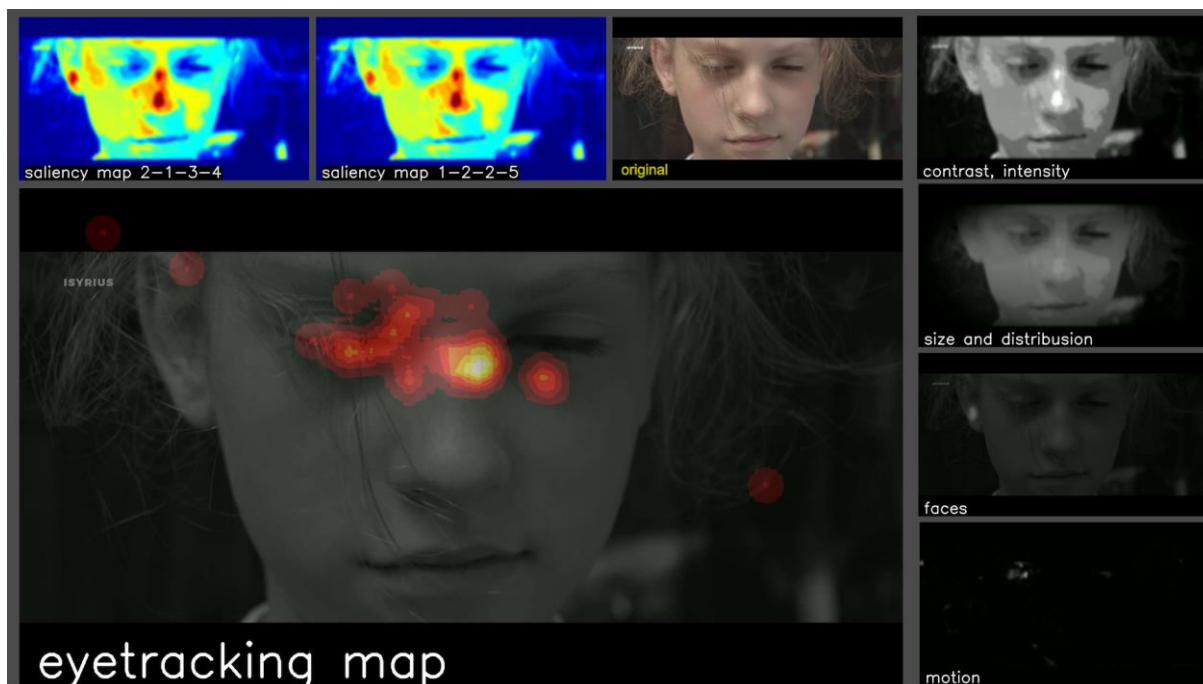 saliency map 2-1-3-4
saliency map 1-2-2-5
original
contrast, intensity
ISYRIUS
size and distribusion
faces
eyetracking map
motion